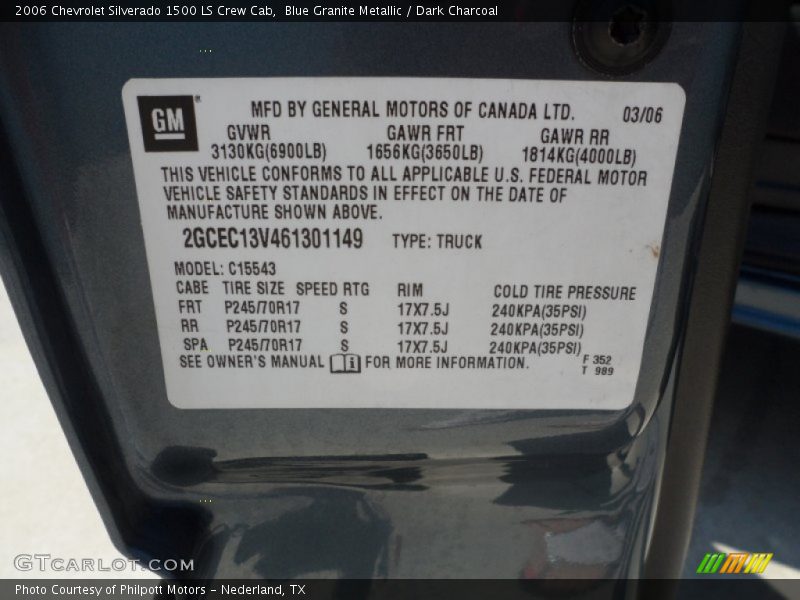 2006 Chevrolet Silverado 1500 LS Crew Cab,  Blue Granite Metallic / Dark Charcoal
GM®
MFD BY GENERAL MOTORS OF CANADA LTD. 03/06
GVWR GAWR FRT GAWR RR
3130KG(6900LB) 1656KG(3650LB) 1814KG(4000LB)
THIS VEHICLE CONFORMS TO ALL APPLICABLE U.S. FEDERAL MOTOR
VEHICLE SAFETY STANDARDS IN EFFECT ON THE DATE OF
MANUFACTURE SHOWN ABOVE.
2GCEC13V461301149 TYPE: TRUCK
MODEL: C15543
CABE TIRE SIZE SPEED RTG RIM COLD TIRE PRESSURE
FRT P245/70R17 S 17X7.5J 240KPA(35PSI)
RR P245/70R17 S 17X7.5J 240KPA(35PSI)
SPA P245/70R17 S 17X7.5J 240KPA(35PSI)
SEE OWNER'S MANUAL i FOR MORE INFORMATION. F 352
T 989
GTCARLOT.COM
Photo Courtesy of Philpott Motors – Nederland, TX